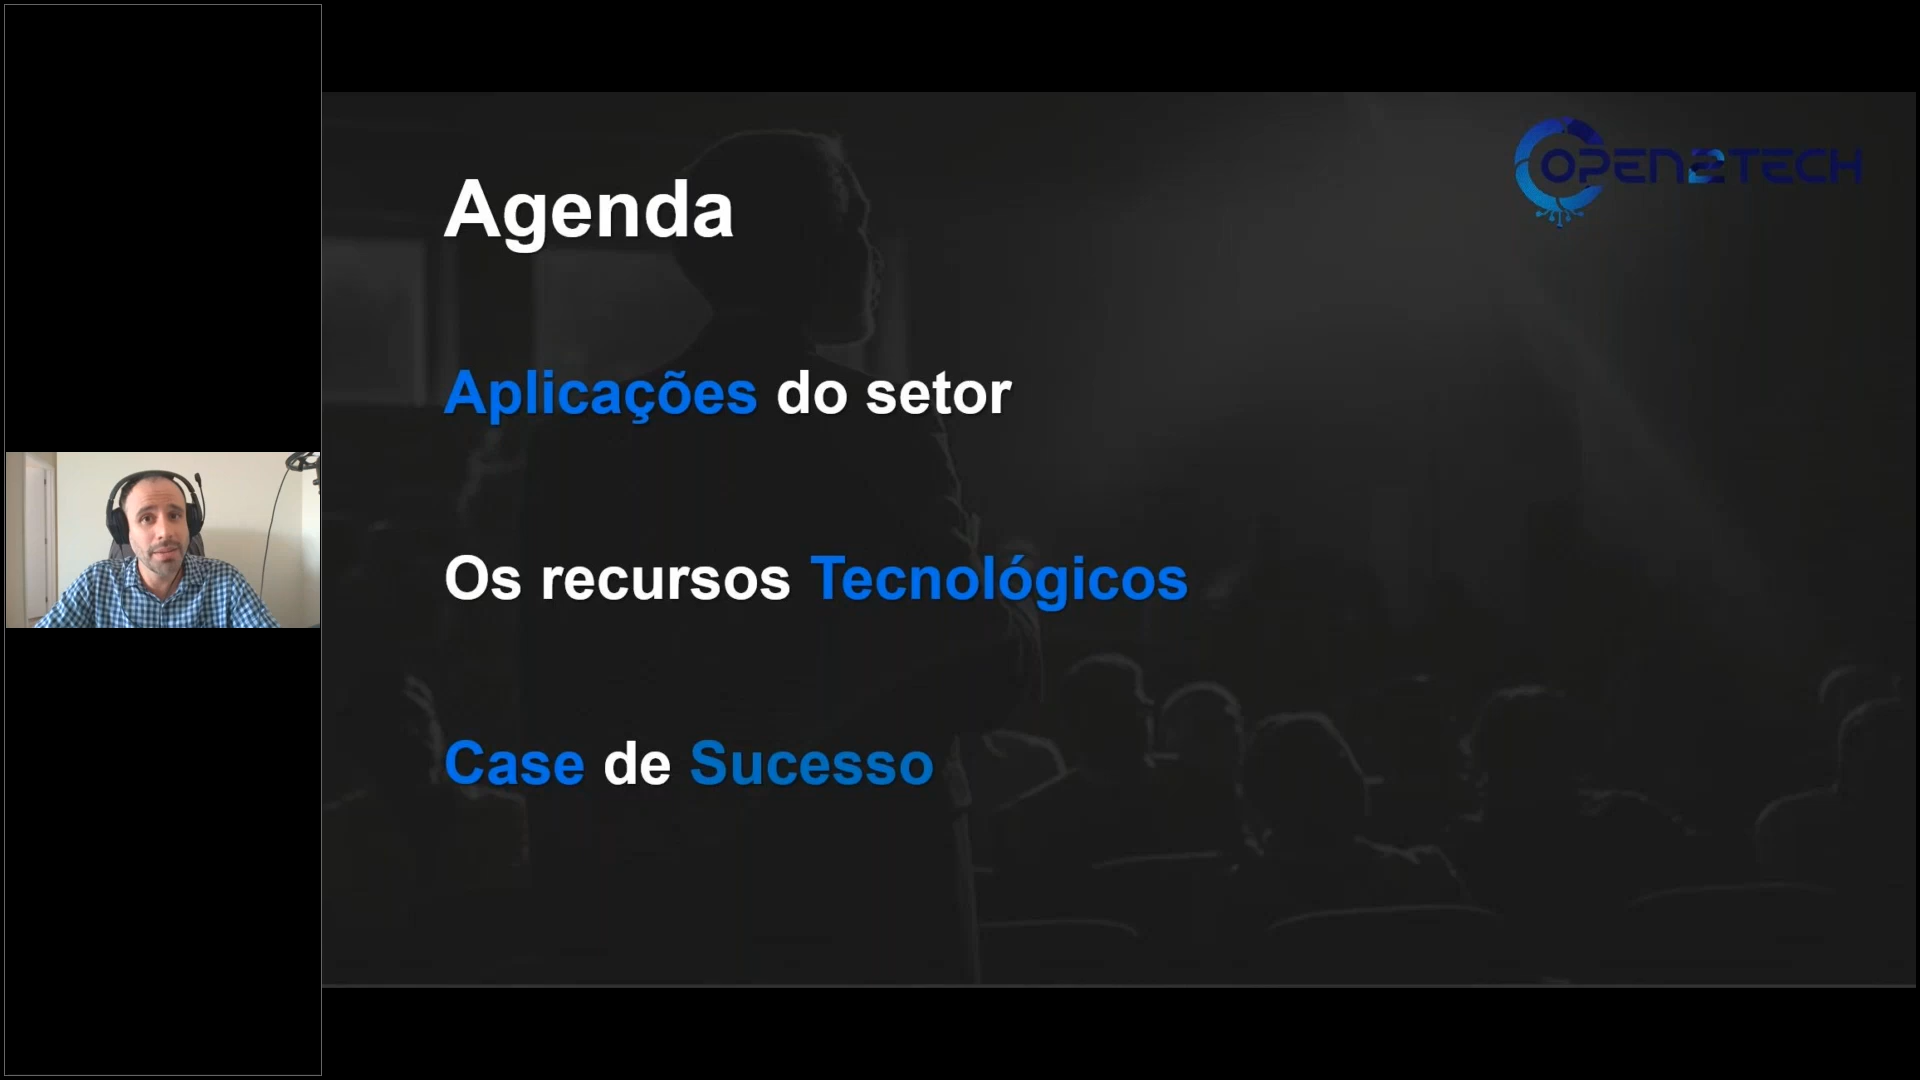 OPEN2TECH
Agenda
Aplicações do setor
Os recursos Tecnológicos
Case de Sucesso